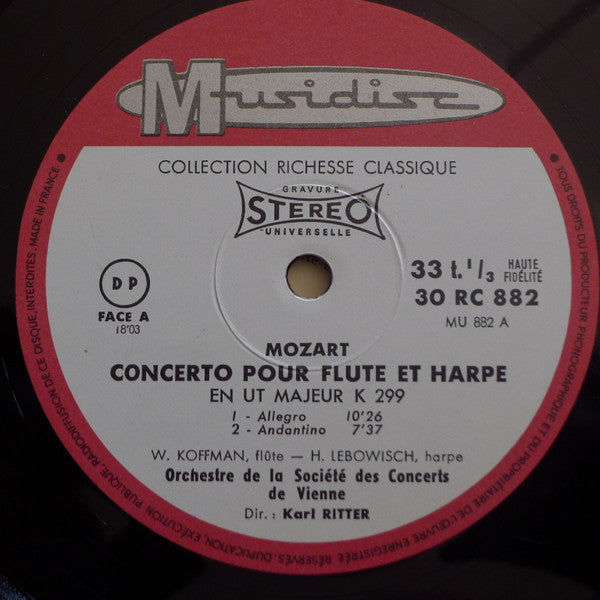 Musidisc
COLLECTION RICHESSE CLASSIQUE
GRAVURE
STEREO
UNIVERSELLE
DP
FACE A
18'03
33 t. 1/3 HAUTE FIDÉLITÉ
30 RC 882
MU 882 A
MOZART
CONCERTO POUR FLUTE ET HARPE
EN UT MAJEUR K 299
1 - Allegro 10'26
2 - Andantino 7'37
W. KOFFMAN, flûte — H. LEBOWISCH, harpe
Orchestre de la Société des Concerts
de Vienne
Dir. : Karl RITTER
• TOUS DROITS DU PRODUCTEUR PHONOGRAPHIQUE ET DU PROPRIÉTAIRE DE L'ŒUVRE ENREGISTRÉE RÉSERVÉS. DUPLICATION, EXÉCUTION PUBLIQUE, RADIODIFFUSION DE CE DISQUE, INTERDITES. MADE IN FRANCE •